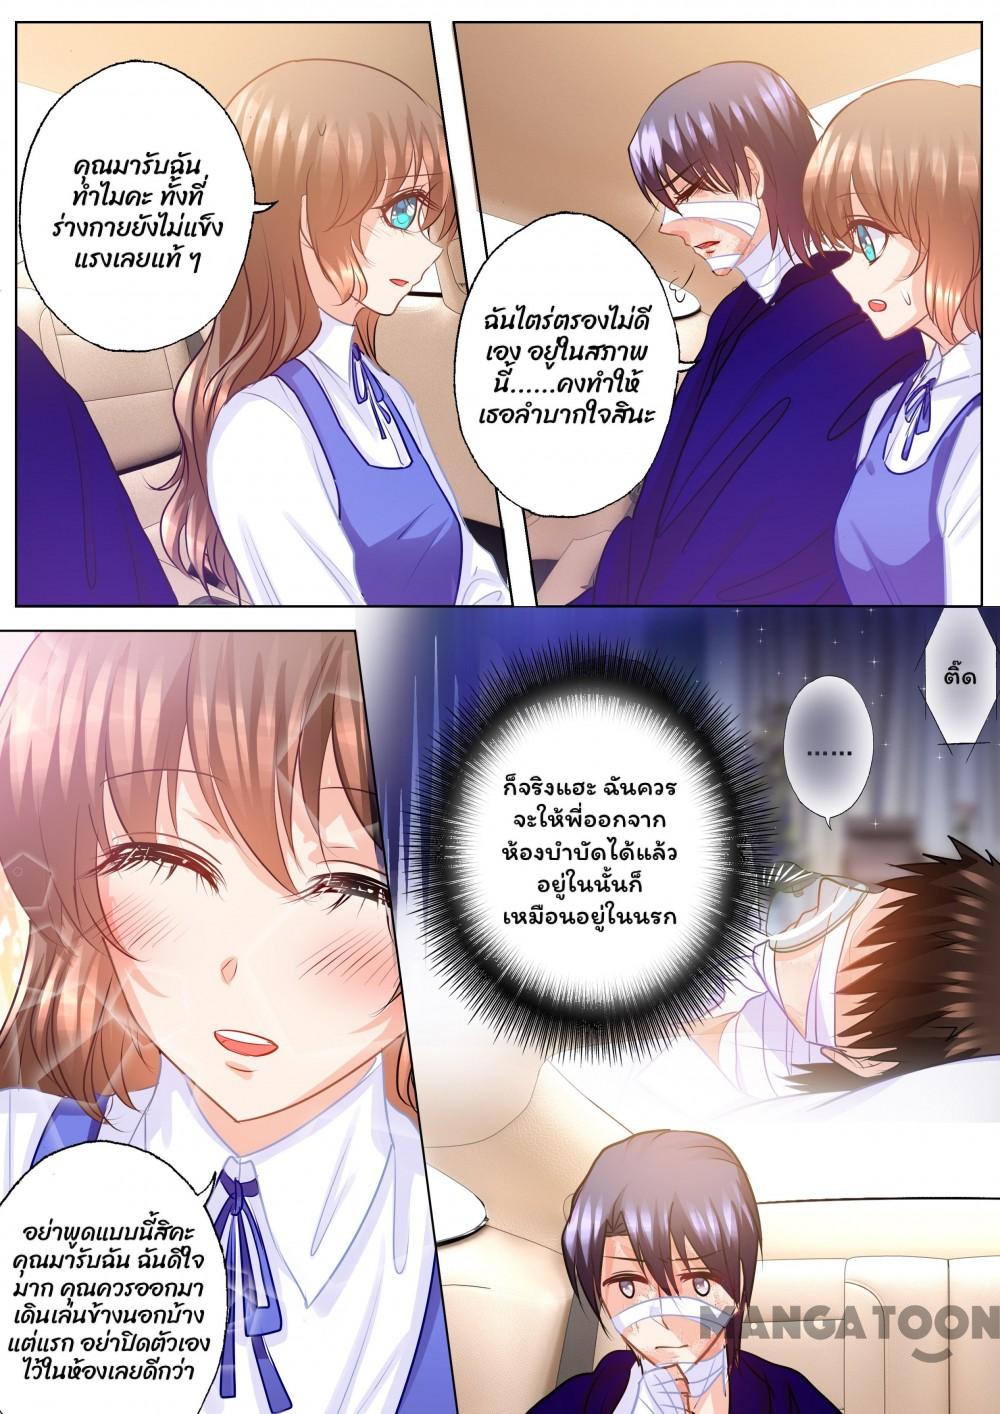 คุณมารับฉัน
ทำไมคะ ทั้งที่
ร่างกายยังไม่แข็ง
แรงเลยแท้ ๆ
ฉันไตร่ตรองไม่ดี
เอง อยู่ในสภาพ
นี้......คงทำให้
เธอลำบากใจสินะ
ติ๊ด
......
ก็จริงแฮะ ฉันควร
จะให้พี่ออกจาก
ห้องบำบัดได้แล้ว
อยู่ในนั้นก็
เหมือนอยู่ในนรก
อย่าพูดแบบนี้สิคะ
คุณมารับฉัน ฉันดีใจ
มาก คุณควรออกมา
เดินเล่นข้างนอกบ้าง
แต่แรก อย่าปิดตัวเอง
ไว้ในห้องเลยดีกว่า
MANGATOON